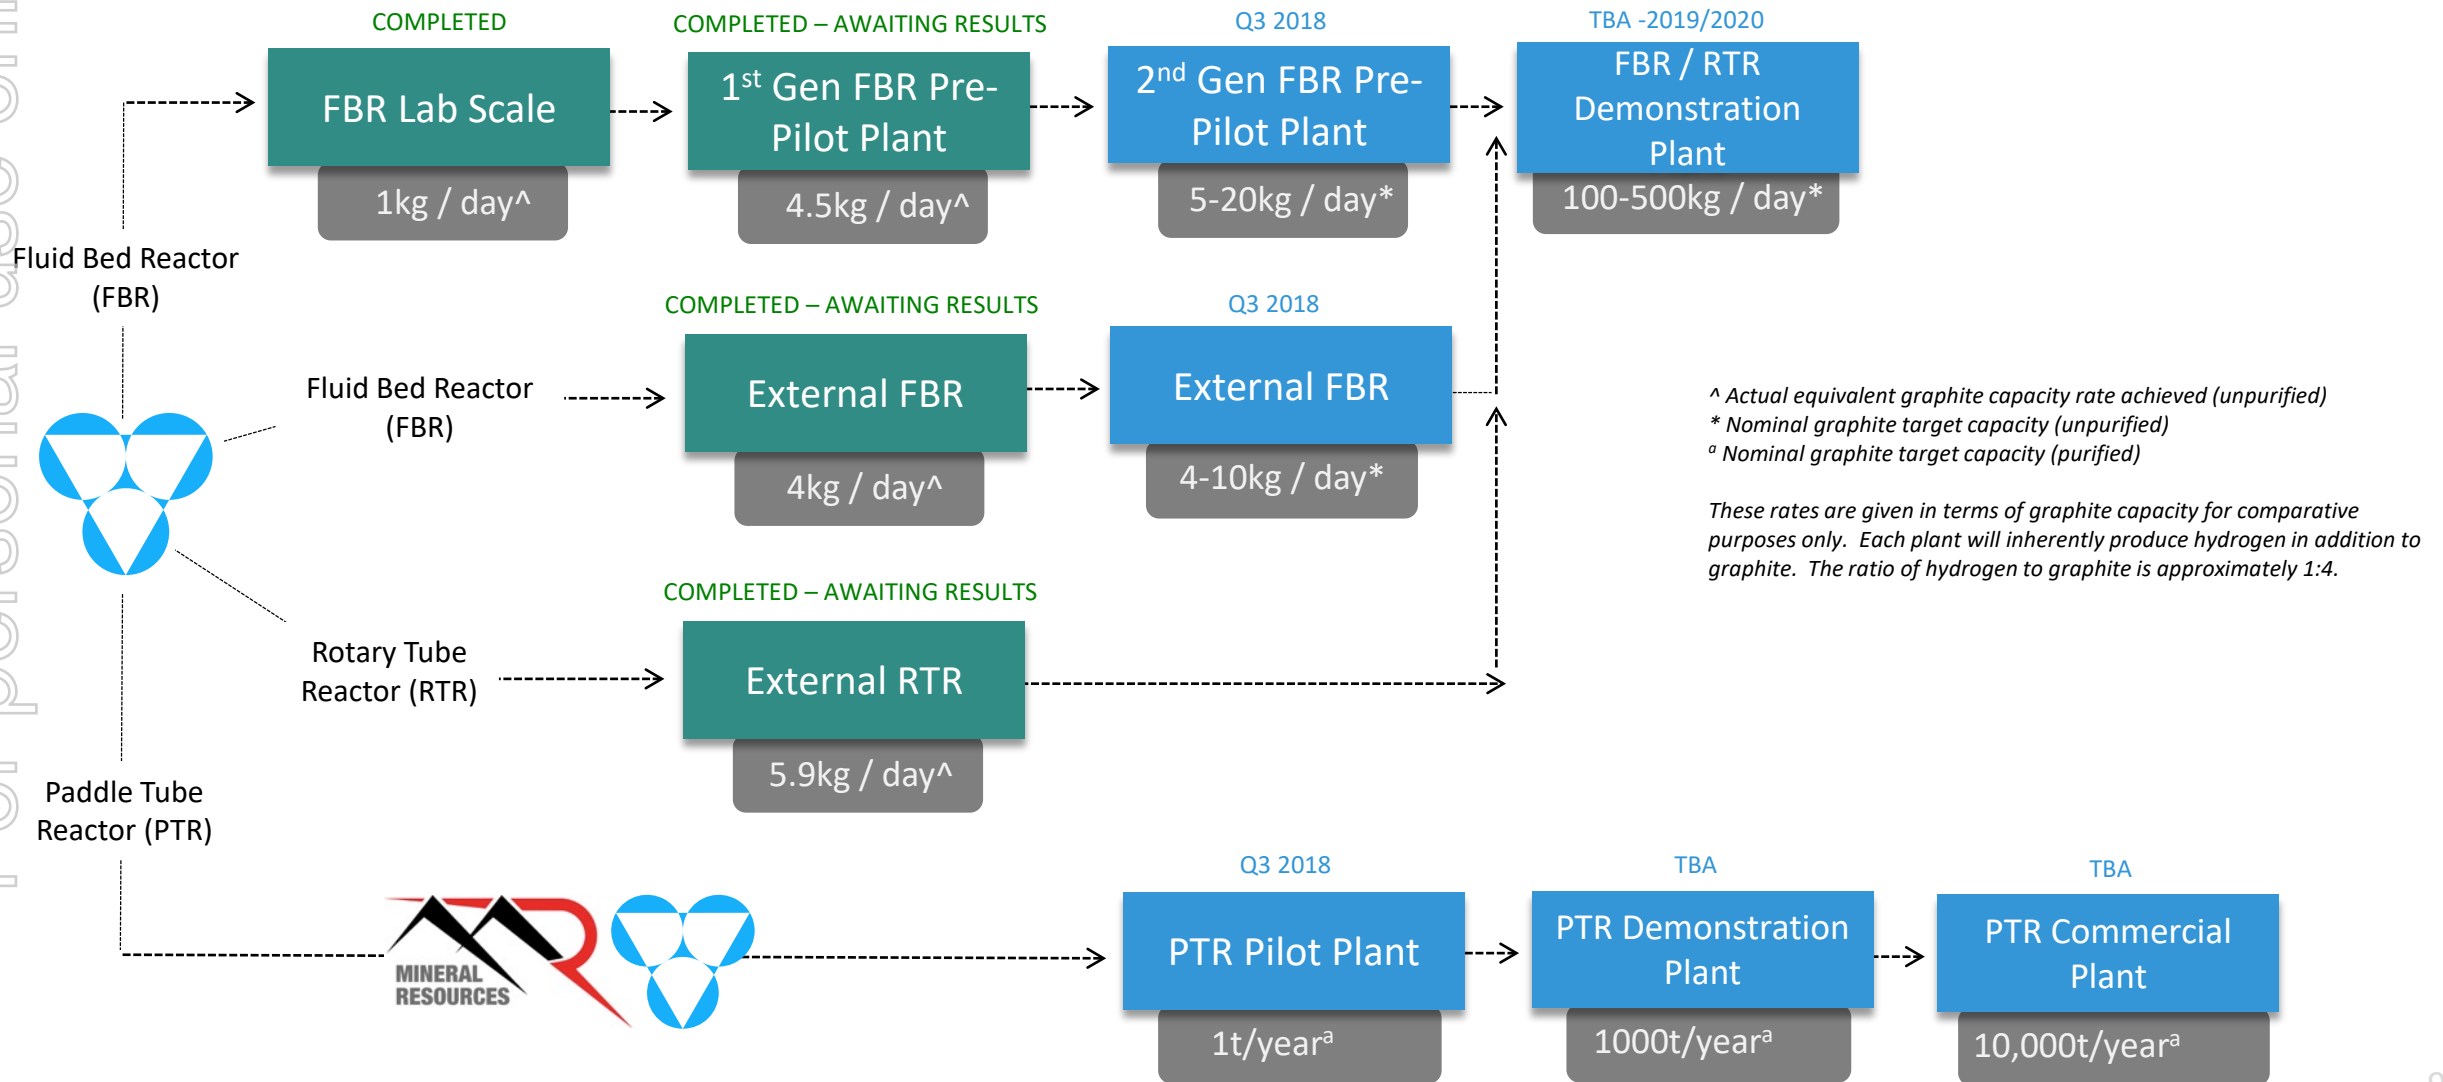 COMPLETED
FBR Lab Scale
1kg / day^
COMPLETED – AWAITING RESULTS
1st Gen FBR Pre-
Pilot Plant
4.5kg / day^
Q3 2018
2nd Gen FBR Pre-
Pilot Plant
5-20kg / day*
TBA -2019/2020
FBR / RTR
Demonstration
Plant
100-500kg / day*
Fluid Bed Reactor
(FBR)
Fluid Bed Reactor
(FBR)
COMPLETED – AWAITING RESULTS
External FBR
4kg / day^
Q3 2018
External FBR
4-10kg / day*
^ Actual equivalent graphite capacity rate achieved (unpurified)
* Nominal graphite target capacity (unpurified)
a Nominal graphite target capacity (purified)
These rates are given in terms of graphite capacity for comparative
purposes only. Each plant will inherently produce hydrogen in addition to
graphite. The ratio of hydrogen to graphite is approximately 1:4.
Rotary Tube
Reactor (RTR)
COMPLETED – AWAITING RESULTS
External RTR
5.9kg / day^
Paddle Tube
Reactor (PTR)
MINERAL
RESOURCES
Q3 2018
PTR Pilot Plant
1t/yearᵃ
TBA
PTR Demonstration
Plant
1000t/yearᵃ
TBA
PTR Commercial
Plant
10,000t/yearᵃ